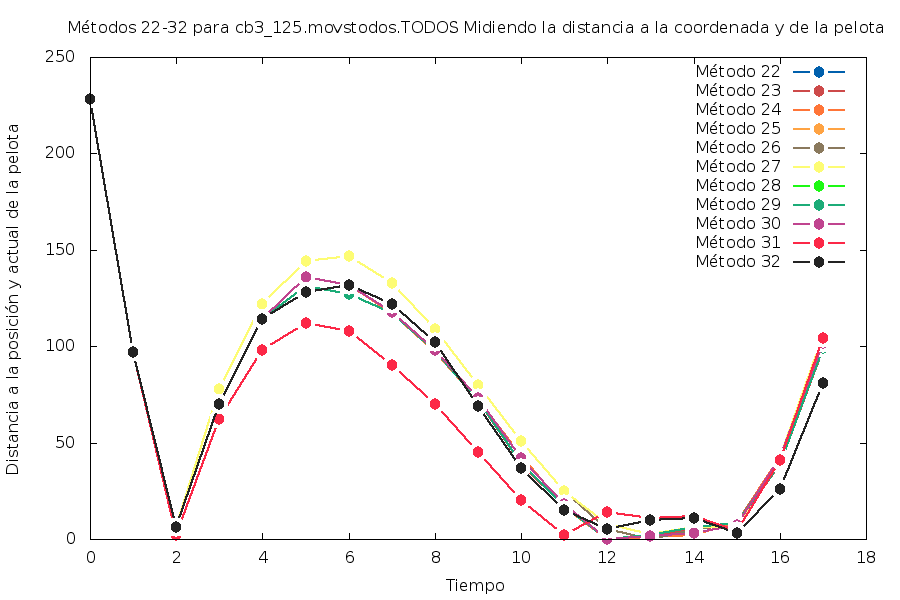 Métodos 22-32 para cb3_125.movstodos.TODOS Midiendo la distancia a la coordenada y de la pelota
Distancia a la posición y actual de la pelota
250
200
150
100
50
0
0 2 4 6 8 10 12 14 16 18
Tiempo
Método 22
Método 23
Método 24
Método 25
Método 26
Método 27
Método 28
Método 29
Método 30
Método 31
Método 32